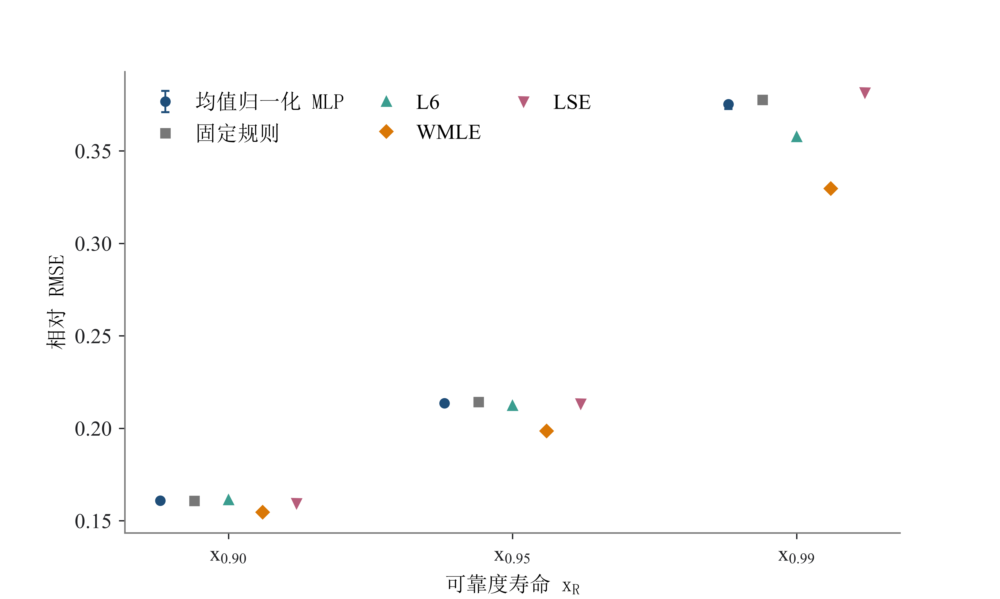 均值归一化 MLP
固定规则
L6
WMLE
LSE
相对 RMSE
0.35
0.30
0.25
0.20
0.15
x0.90
x0.95
x0.99
可靠度寿命 xR